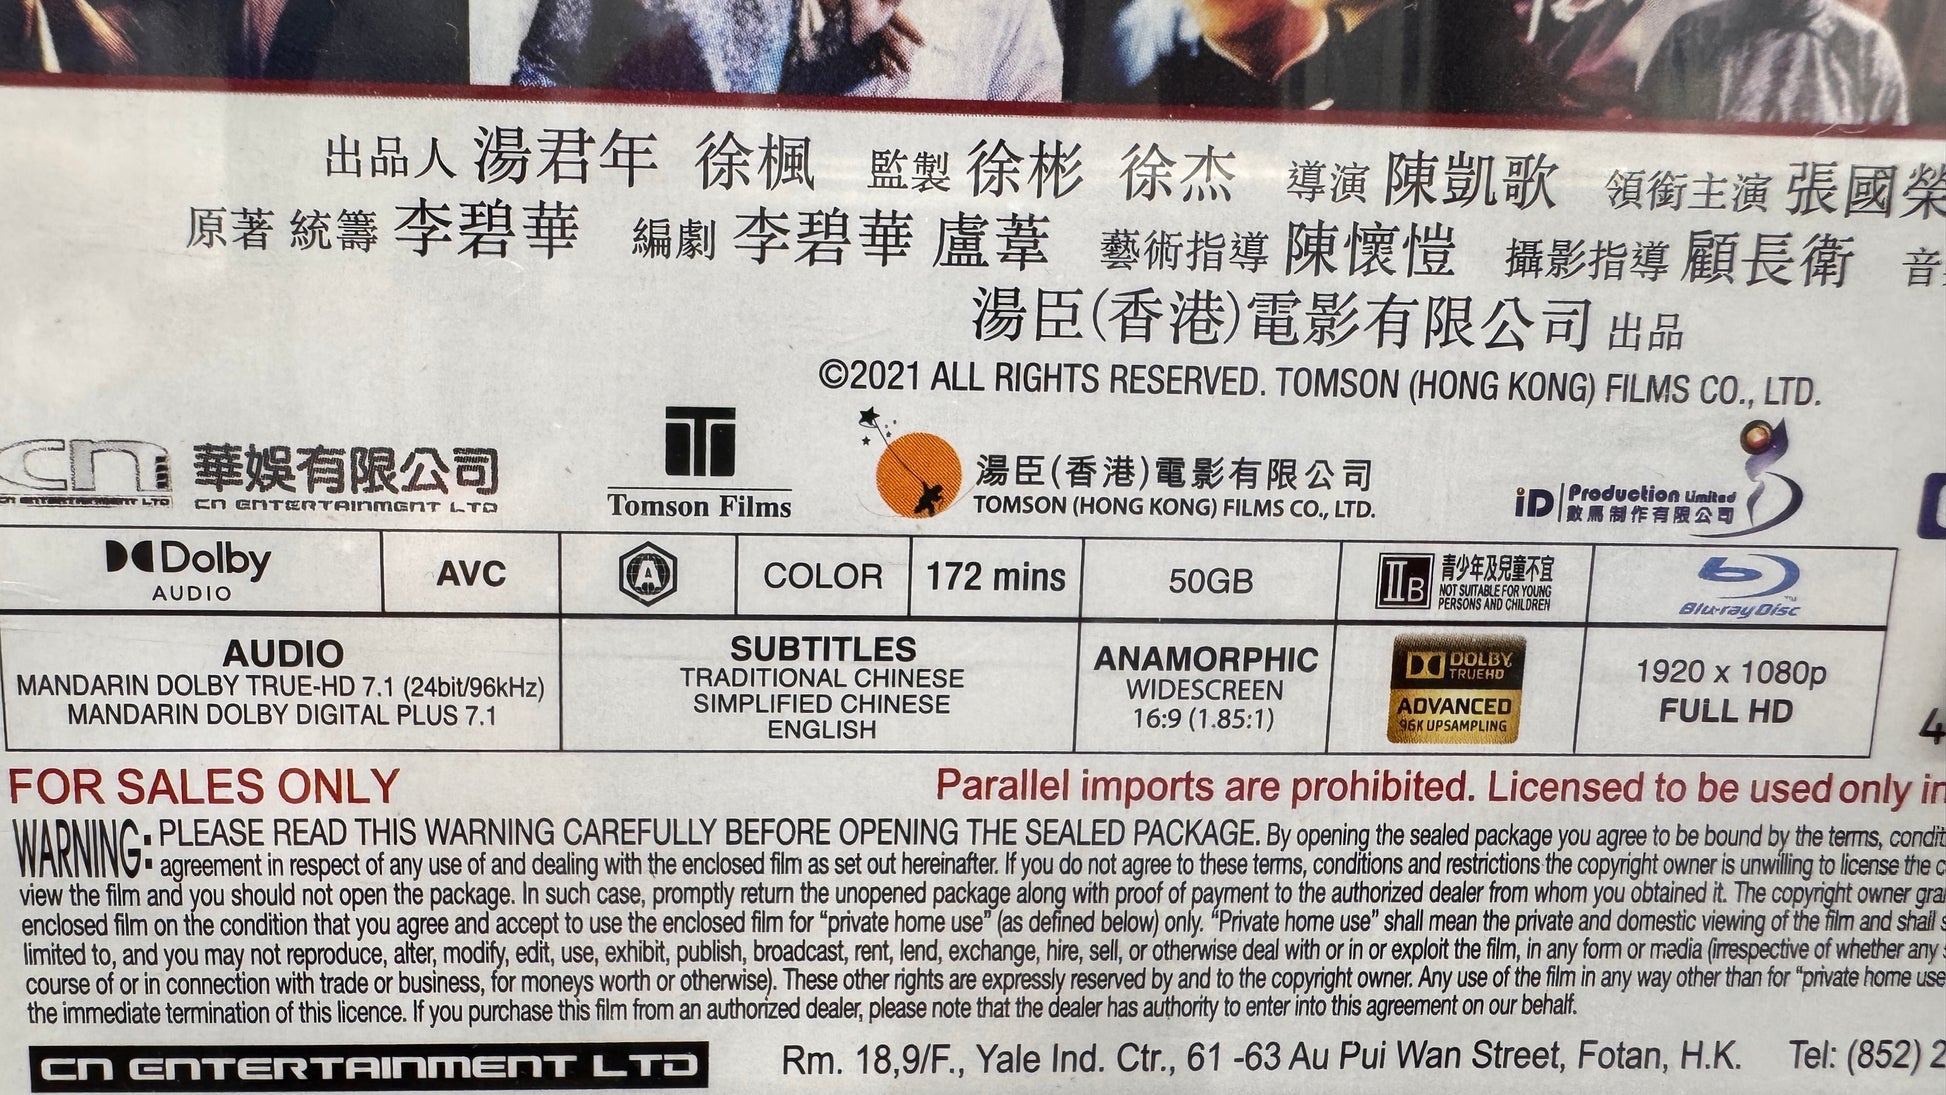 出品人 湯君年 徐楓 監製 徐彬 徐杰 導演 陳凱歌 領銜主演 張國榮
原著 統籌 李碧華 編劇 李碧華 盧葦 藝術指導 陳懷愷 攝影指導 顧長衛 音
湯臣(香港)電影有限公司 出品
©2021 ALL RIGHTS RESERVED. TOMSON (HONG KONG) FILMS CO., LTD.
cn 華娛有限公司
CN ENTERTAINMENT LTD CN ENTERTAINMENT LTD
Tomson Films
湯臣(香港)電影有限公司
TOMSON (HONG KONG) FILMS CO., LTD.
iD Production Limited
數馬制作有限公司
Dolby
AUDIO
AVC
A
COLOR
172 mins
50GB
IIB 青少年及兒童不宜
NOT SUITABLE FOR YOUNG
PERSONS AND CHILDREN
Blu-ray Disc
AUDIO
MANDARIN DOLBY TRUE-HD 7.1 (24bit/96kHz)
MANDARIN DOLBY DIGITAL PLUS 7.1
SUBTITLES
TRADITIONAL CHINESE
SIMPLIFIED CHINESE
ENGLISH
ANAMORPHIC
WIDESCREEN
16:9 (1.85:1)
DOLBY
TRUEHD
ADVANCED
96K UPSAMPLING
1920 x 1080p
FULL HD
4
FOR SALES ONLY Parallel imports are prohibited. Licensed to be used only in
WARNING: PLEASE READ THIS WARNING CAREFULLY BEFORE OPENING THE SEALED PACKAGE. By opening the sealed package you agree to be bound by the terms, condit
agreement in respect of any use of and dealing with the enclosed film as set out hereinafter. If you do not agree to these terms, conditions and restrictions the copyright owner is unwilling to license the c
view the film and you should not open the package. In such case, promptly return the unopened package along with proof of payment to the authorized dealer from whom you obtained it. The copyright owner gra
enclosed film on the condition that you agree and accept to use the enclosed film for “private home use” (as defined below) only. “Private home use” shall mean the private and domestic viewing of the film and shall s
limited to, and you may not reproduce, alter, modify, edit, use, exhibit, publish, broadcast, rent, lend, exchange, hire, sell, or otherwise deal with or in or exploit the film, in any form or media (irrespective of whether any
course of or in connection with trade or business, for moneys worth or otherwise). These other rights are expressly reserved by and to the copyright owner. Any use of the film in any way other than for “private home use
the immediate termination of this licence. If you purchase this film from an authorized dealer, please note that the dealer has authority to enter into this agreement on our behalf.
CN ENTERTAINMENT LTD Rm. 18,9/F., Yale Ind. Ctr., 61 -63 Au Pui Wan Street, Fotan, H.K. Tel: (852) 2